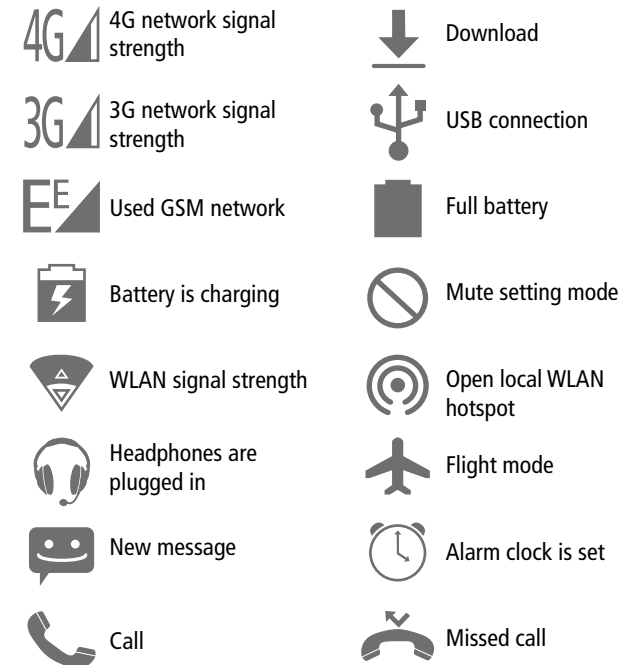 4G
4G network signal
strength
Download
3G
3G network signal
strength
USB connection
EE
Used GSM network
Full battery
Battery is charging
Mute setting mode
WLAN signal strength
Open local WLAN
hotspot
Headphones are
plugged in
Flight mode
New message
Alarm clock is set
Call
Missed call